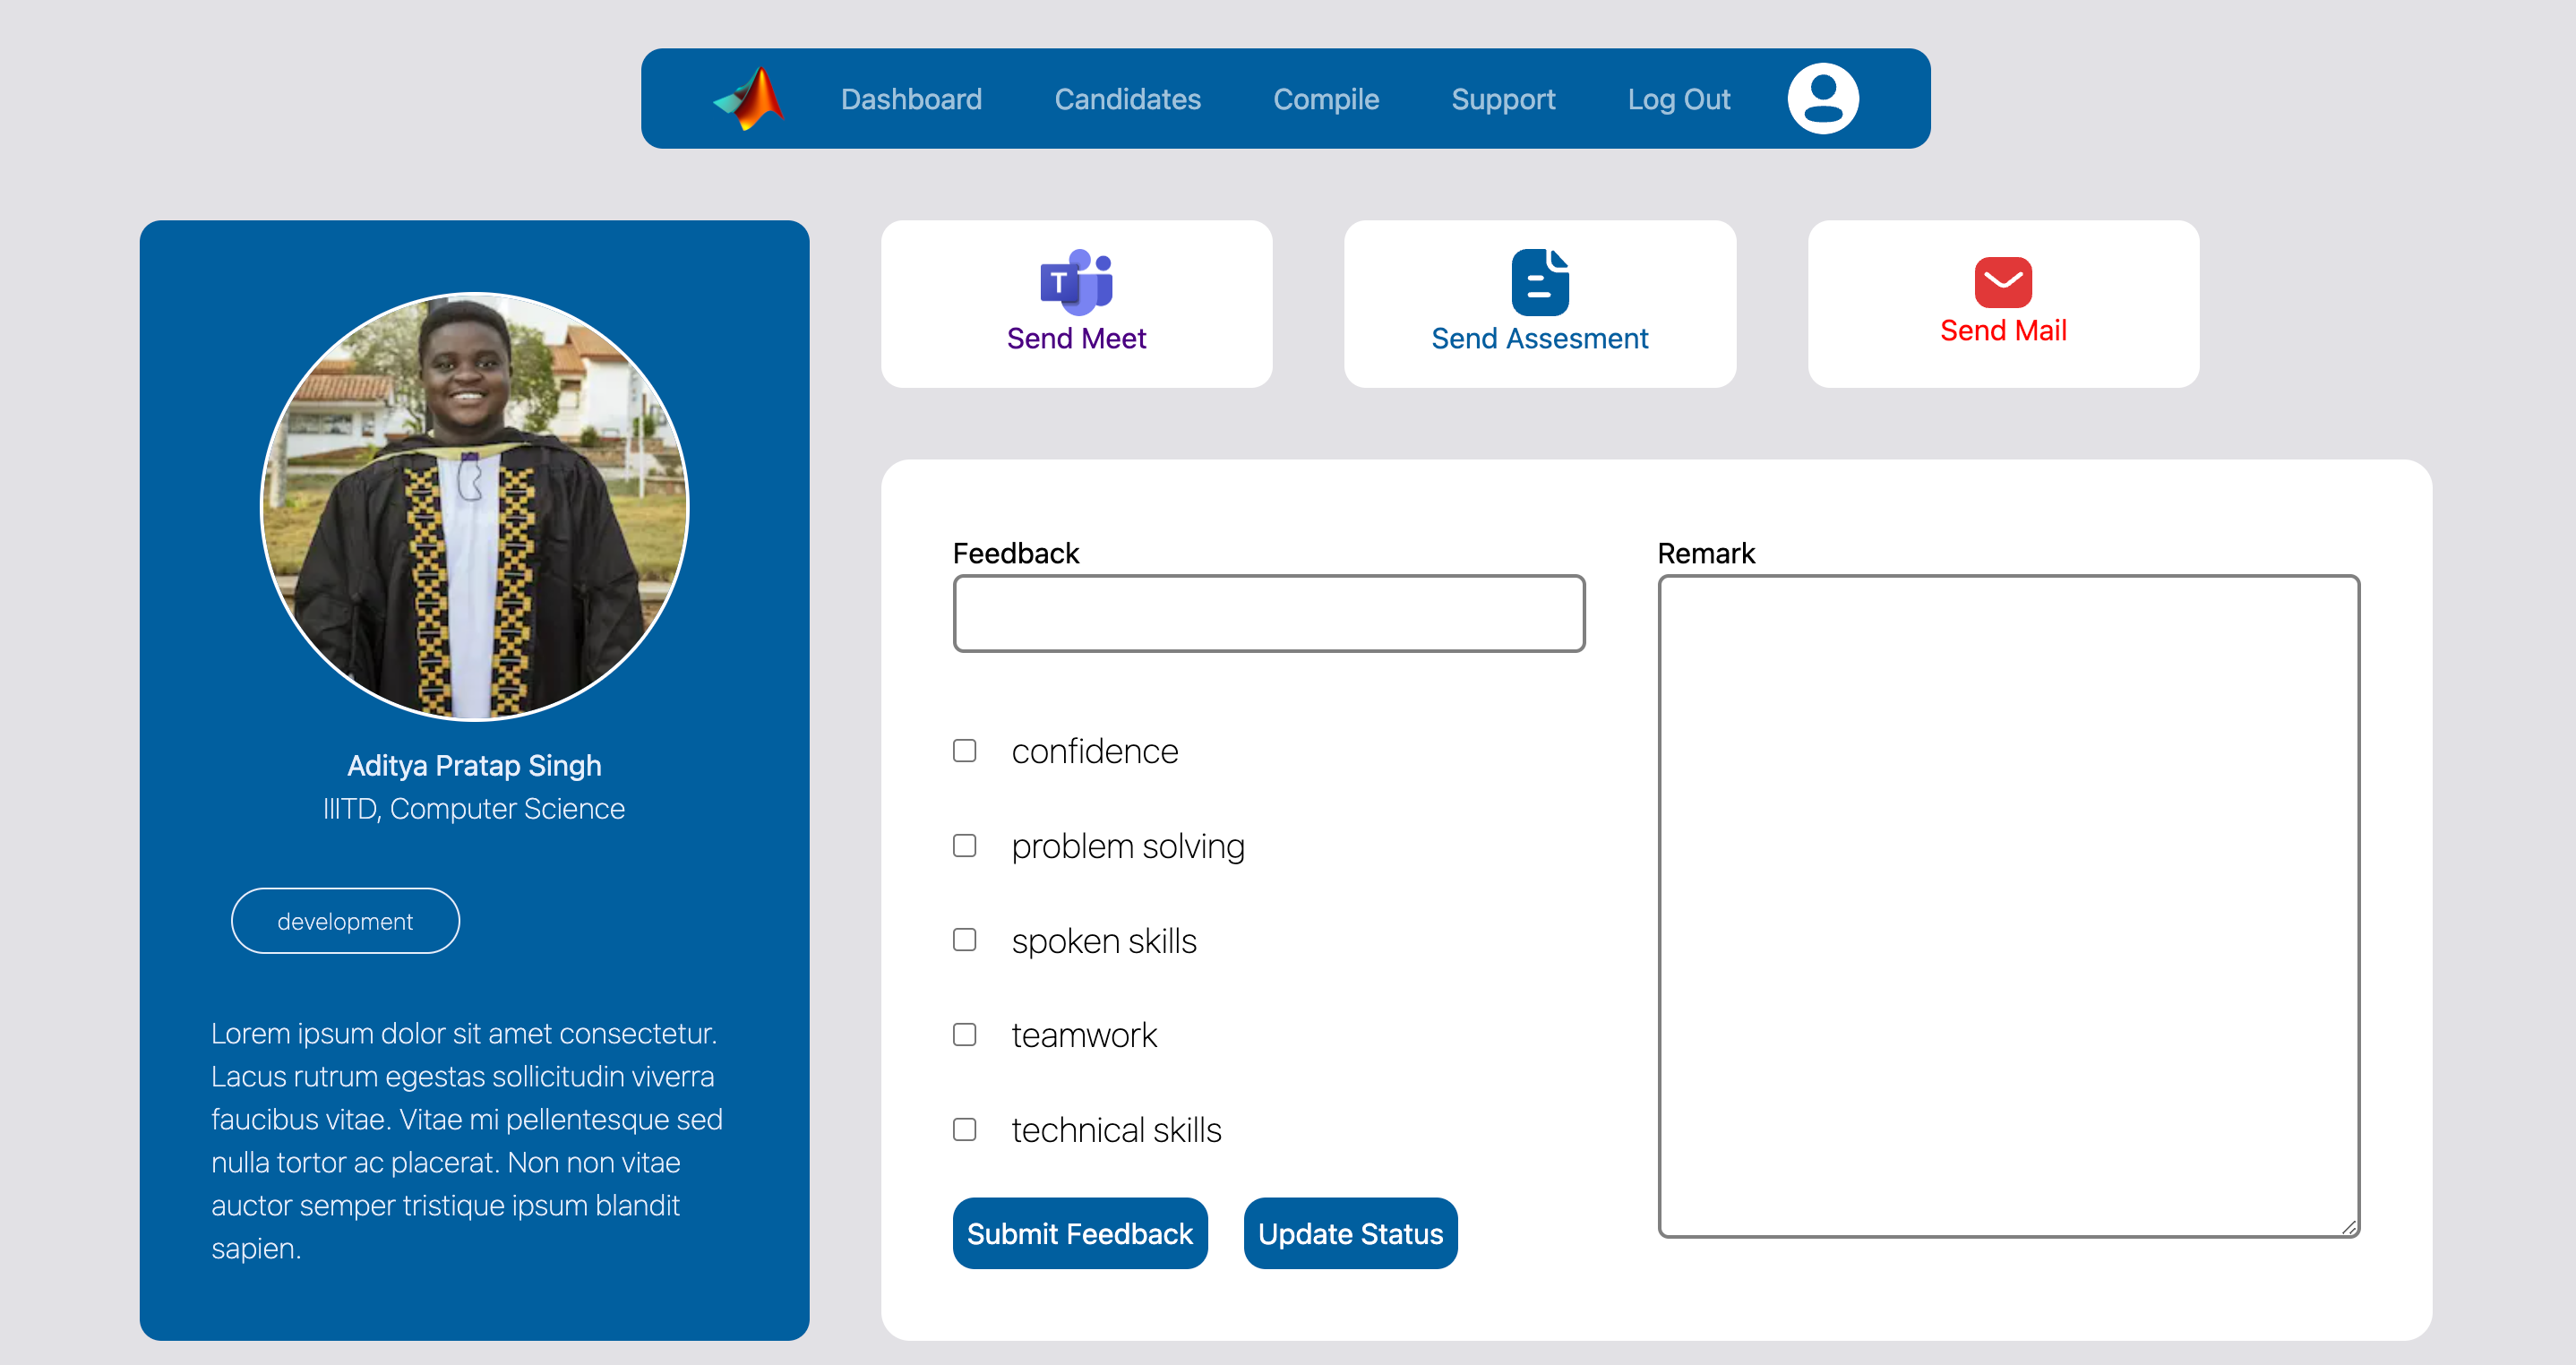 Dashboard Candidates Compile Support Log Out
T
Send Meet
Send Assesment
Send Mail
Aditya Pratap Singh
IIITD, Computer Science
development
Lorem ipsum dolor sit amet consectetur.
Lacus rutrum egestas sollicitudin viverra
faucibus vitae. Vitae mi pellentesque sed
nulla tortor ac placerat. Non non vitae
auctor semper tristique ipsum blandit
sapien.
Feedback
confidence
problem solving
spoken skills
teamwork
technical skills
Submit Feedback
Update Status
Remark